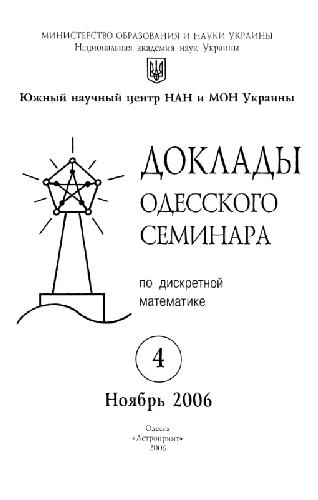 МИНИСТЕРСТВО ОБРАЗОВАНИЯ И НАУКИ УКРАИНЫ
Национальная академия наук Украины
Южный научный центр НАН и МОН Украины
ДОКЛАДЫ
ОДЕССКОГО
СЕМИНАРА
по дискретной
математике
4
Ноябрь 2006
Одесса
«Астропринт»
2006